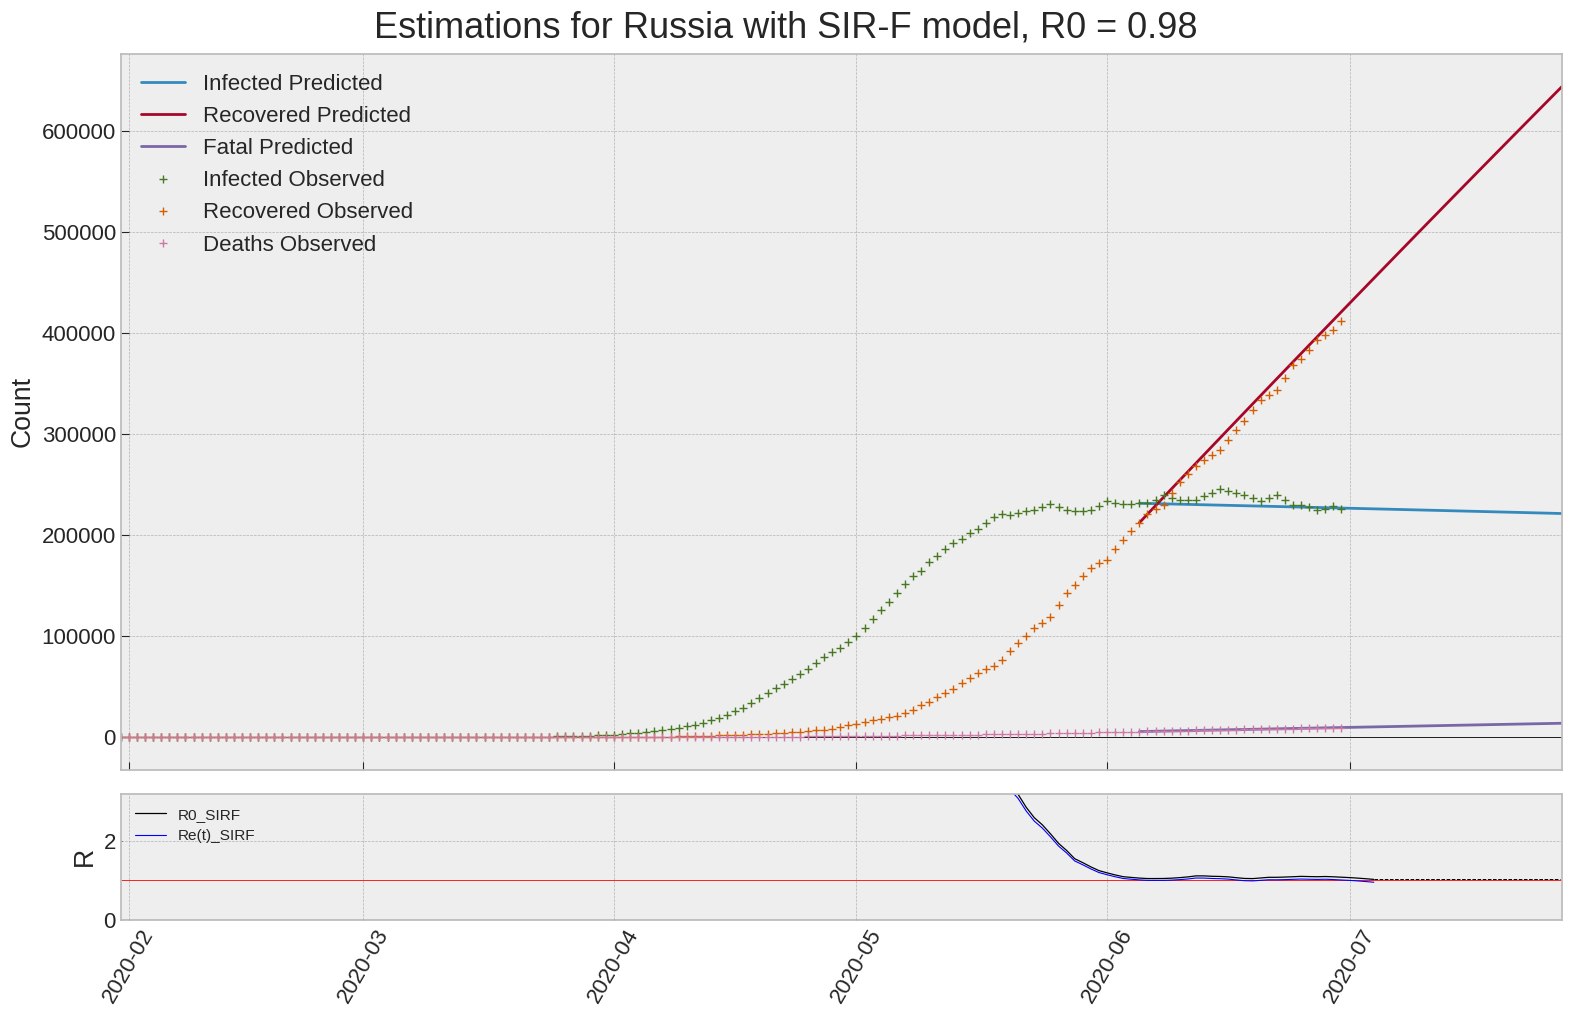 Estimations for Russia with SIR-F model, R0 = 0.98
Infected Predicted
Recovered Predicted
Fatal Predicted
Infected Observed
Recovered Observed
Deaths Observed
600000
500000
400000
300000
200000
100000
0
Count
R0_SIRF
Re(t)_SIRF
2
0
R
2020-02
2020-03
2020-04
2020-05
2020-06
2020-07